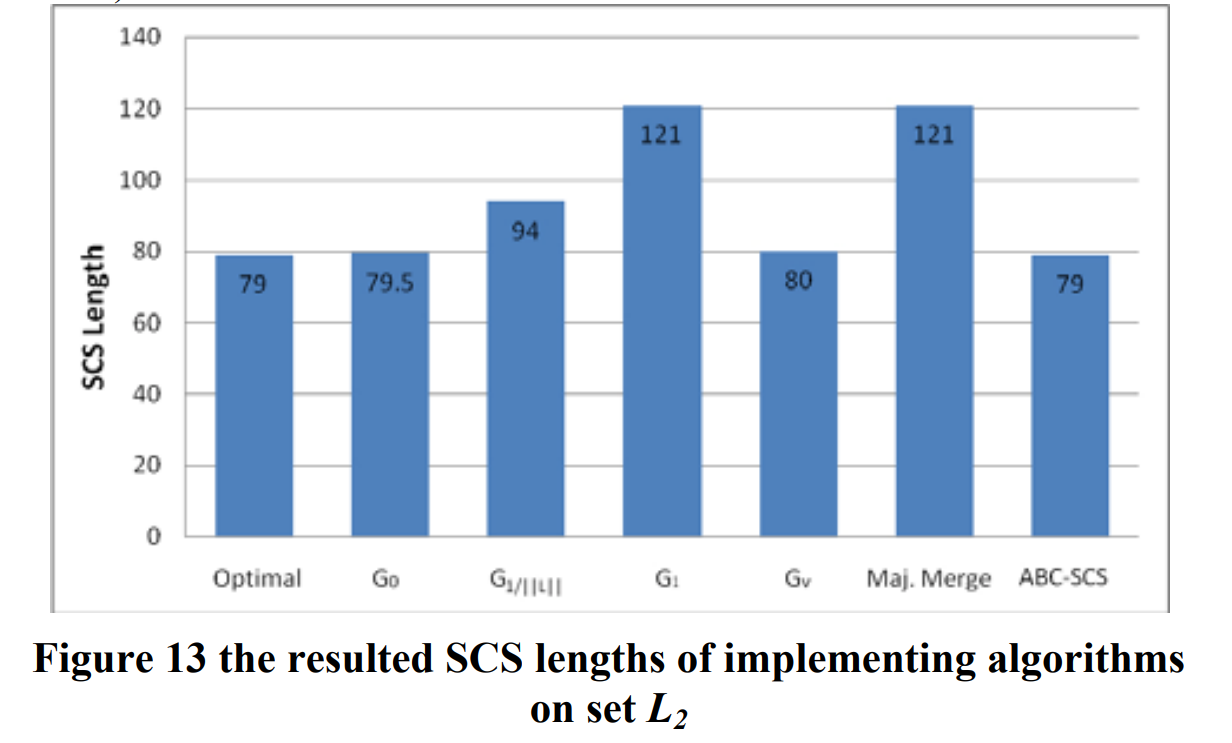 140
120
100
80
60
40
20
0
SCS Length
79
79.5
94
121
80
121
79
Optimal
G₀
G₁/||L||
G₁
Gᵥ
Maj. Merge
ABC-SCS
Figure 13 the resulted SCS lengths of implementing algorithms
on set L₂